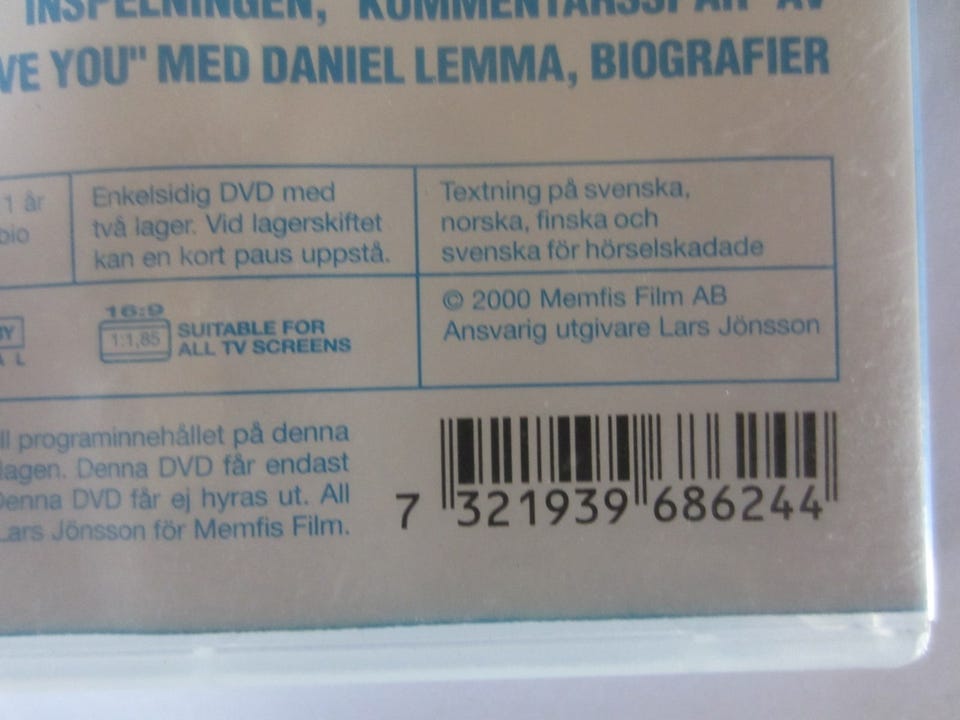 INSPELNINGEN, KOMMENTARSSPÅR AV
VE YOU" MED DANIEL LEMMA, BIOGRAFIER
1 år
bio
Enkelsidig DVD med
två lager. Vid lagerskiftet
kan en kort paus uppstå.
Textning på svenska,
norska, finska och
svenska för hörselskadade
16:9
1:1,85
SUITABLE FOR
ALL TV SCREENS
© 2000 Memfis Film AB
Ansvarig utgivare Lars Jönsson
ll programinnehållet på denna
lagen. Denna DVD får endast
Denna DVD får ej hyras ut. All
Lars Jönsson för Memfis Film.
7 321939 686244